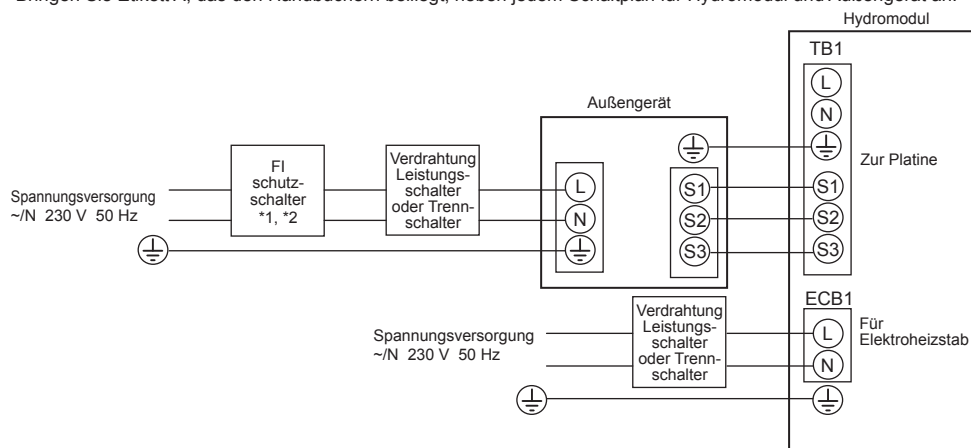 Bringen Sie Etikett A, das den Handbüchern beiliegt, neben jedem Schaltplan für Hydromodul und Außengerät an.
Hydromodul
TB1
L
N
Zur Platine
S1
S2
S3
Außengerät
L
N
S1
S2
S3
FI
schutz-
schalter
*1, *2
Verdrahtung
Leistungs-
schalter
oder Trenn-
schalter
Spannungsversorgung
~/N 230 V 50 Hz
ECB1
L
N
Für
Elektroheizstab
Verdrahtung
Leistungs-
schalter
oder Trenn-
schalter
Spannungsversorgung
~/N 230 V 50 Hz